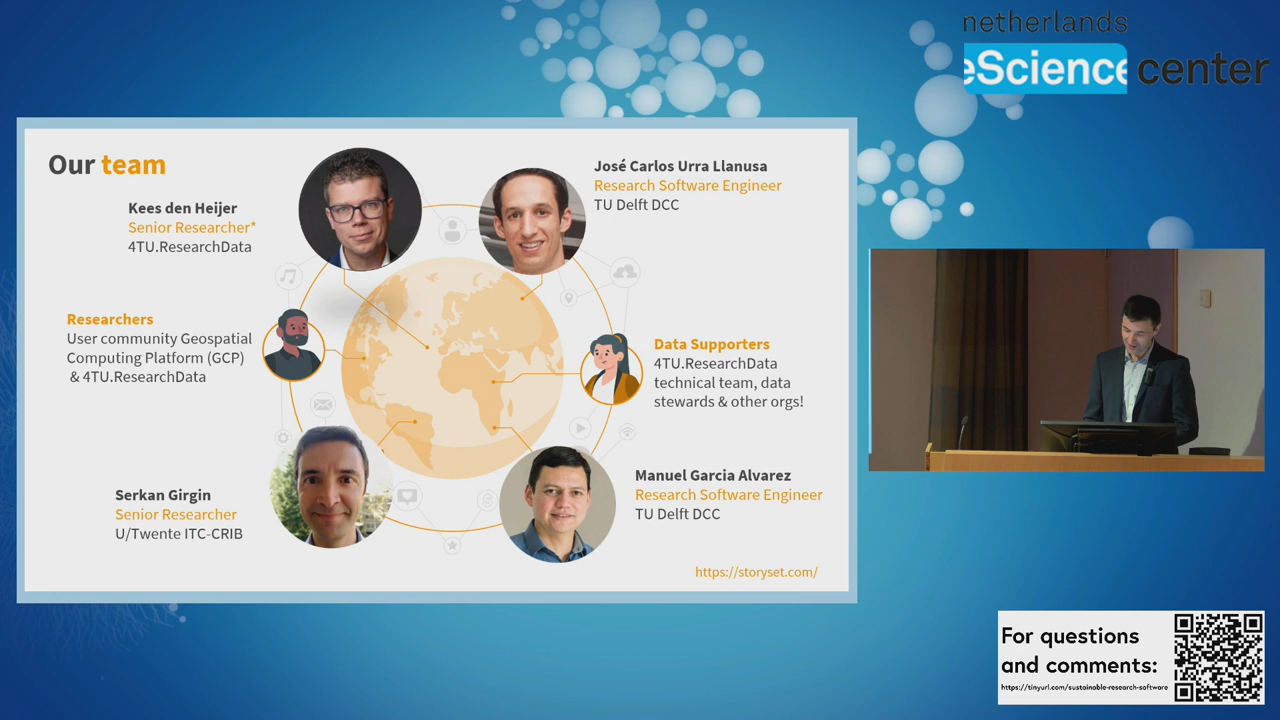 netherlands
eScience center
Our team
José Carlos Urra Llanusa
Research Software Engineer
TU Delft DCC
Kees den Heijer
Senior Researcher*
4TU.ResearchData
Researchers
User community Geospatial
Computing Platform (GCP)
& 4TU.ResearchData
Data Supporters
4TU.ResearchData
technical team, data
stewards & other orgs!
Serkan Girgin
Senior Researcher
U/Twente ITC-CRIB
Manuel Garcia Alvarez
Research Software Engineer
TU Delft DCC
https://storyset.com/
For questions
and comments:
https://tinyurl.com/sustainable-research-software